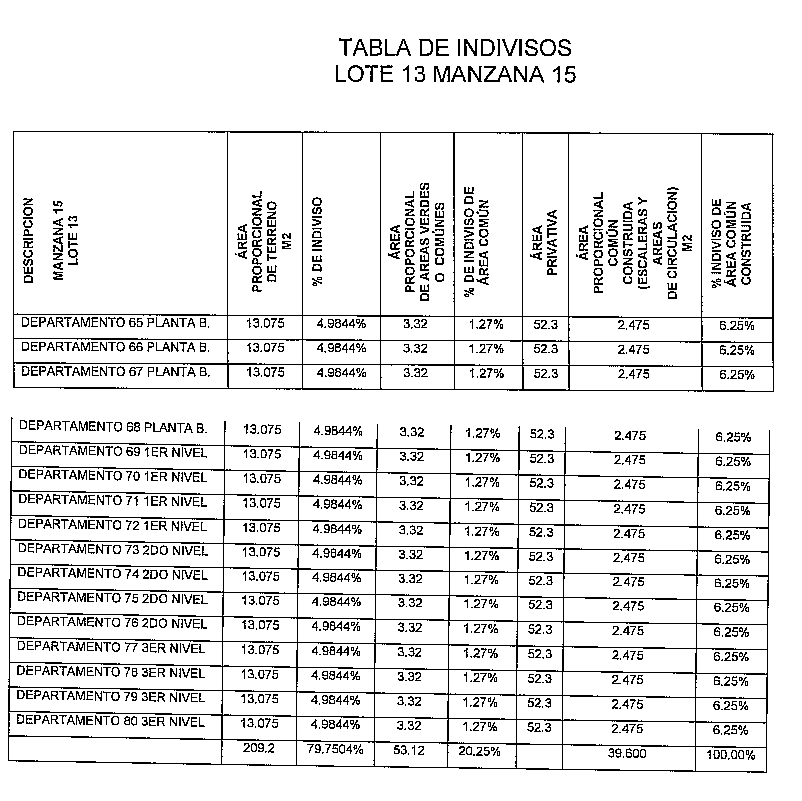 TABLA DE INDIVISOS
LOTE 13 MANZANA 15
DESCRIPCION MANZANA 15 LOTE 13 | ÁREA PROPORCIONAL DE TERRENO M2 | % DE INDIVISO | ÁREA PROPORCIONAL DE AREAS VERDES O COMÚNES | % DE INDIVISO DE ÁREA COMÚN | ÁREA PRIVATIVA | ÁREA PROPORCIONAL COMÚN CONSTRUIDA (ESCALERAS Y AREAS DE CIRCULACION) M2 | % INDIVISO DE ÁREA COMÚN CONSTRUIDA
DEPARTAMENTO 65 PLANTA B. 13.075 4.9844% 3.32 1.27% 52.3 2.475 6.25%
DEPARTAMENTO 66 PLANTA B. 13.075 4.9844% 3.32 1.27% 52.3 2.475 6.25%
DEPARTAMENTO 67 PLANTA B. 13.075 4.9844% 3.32 1.27% 52.3 2.475 6.25%
DEPARTAMENTO 68 PLANTA B. 13.075 4.9844% 3.32 1.27% 52.3 2.475 6.25%
DEPARTAMENTO 69 1ER NIVEL 13.075 4.9844% 3.32 1.27% 52.3 2.475 6.25%
DEPARTAMENTO 70 1ER NIVEL 13.075 4.9844% 3.32 1.27% 52.3 2.475 6.25%
DEPARTAMENTO 71 1ER NIVEL 13.075 4.9844% 3.32 1.27% 52.3 2.475 6.25%
DEPARTAMENTO 72 1ER NIVEL 13.075 4.9844% 3.32 1.27% 52.3 2.475 6.25%
DEPARTAMENTO 73 2DO NIVEL 13.075 4.9844% 3.32 1.27% 52.3 2.475 6.25%
DEPARTAMENTO 74 2DO NIVEL 13.075 4.9844% 3.32 1.27% 52.3 2.475 6.25%
DEPARTAMENTO 75 2DO NIVEL 13.075 4.9844% 3.32 1.27% 52.3 2.475 6.25%
DEPARTAMENTO 76 2DO NIVEL 13.075 4.9844% 3.32 1.27% 52.3 2.475 6.25%
DEPARTAMENTO 77 3ER NIVEL 13.075 4.9844% 3.32 1.27% 52.3 2.475 6.25%
DEPARTAMENTO 78 3ER NIVEL 13.075 4.9844% 3.32 1.27% 52.3 2.475 6.25%
DEPARTAMENTO 79 3ER NIVEL 13.075 4.9844% 3.32 1.27% 52.3 2.475 6.25%
DEPARTAMENTO 80 3ER NIVEL 13.075 4.9844% 3.32 1.27% 52.3 2.475 6.25%
209.2 79.7504% 53.12 20.25% 39.600 100.00%